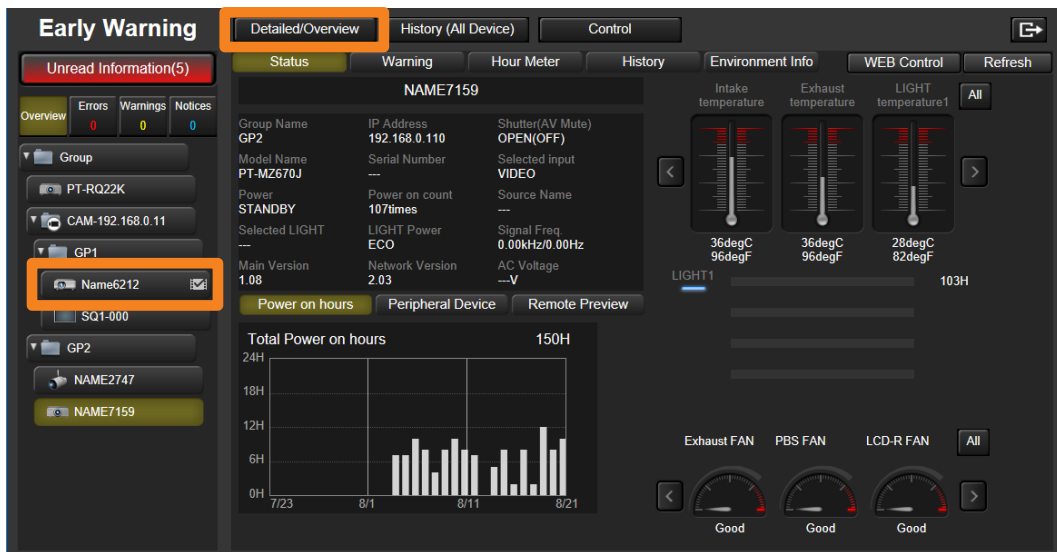 Early Warning
Detailed/Overview
History (All Device)
Control
Unread Information(5)
Status
Warning
Hour Meter
History
Environment Info
WEB Control
Refresh
Overview
Errors
0
Warnings
0
Notices
0
Group
PT-RQ22K
CAM-192.168.0.11
GP1
Name6212
SQ1-000
GP2
NAME2747
NAME7159
NAME7159
Group Name
GP2
IP Address
192.168.0.110
Shutter(AV Mute)
OPEN(OFF)
Model Name
PT-MZ670J
Serial Number
---
Selected input
VIDEO
Power
STANDBY
Power on count
107times
Source Name
---
Selected LIGHT
---
LIGHT Power
ECO
Signal Freq.
0.00kHz/0.00Hz
Main Version
1.08
Network Version
2.03
AC Voltage
---V
Power on hours
Peripheral Device
Remote Preview
Total Power on hours
150H
24H
18H
12H
6H
0H
7/23
8/1
8/11
8/21
Intake
temperature
Exhaust
temperature
LIGHT
temperature1
All
<
>
36degC
96degF
36degC
96degF
28degC
82degF
LIGHT1
103H
Exhaust FAN
PBS FAN
LCD-R FAN
All
<
>
Good
Good
Good